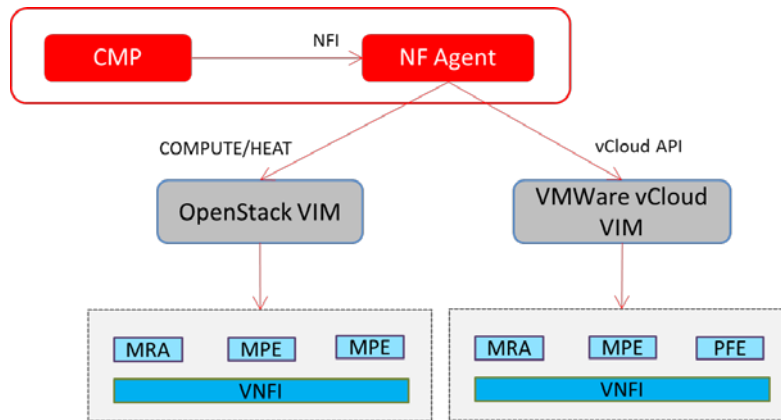 NFI
CMP
NF Agent
COMPUTE/HEAT
vCloud API
OpenStack VIM
VMWare vCloud
VIM
MRA
MPE
MPE
VNFI
MRA
MPE
PFE
VNFI